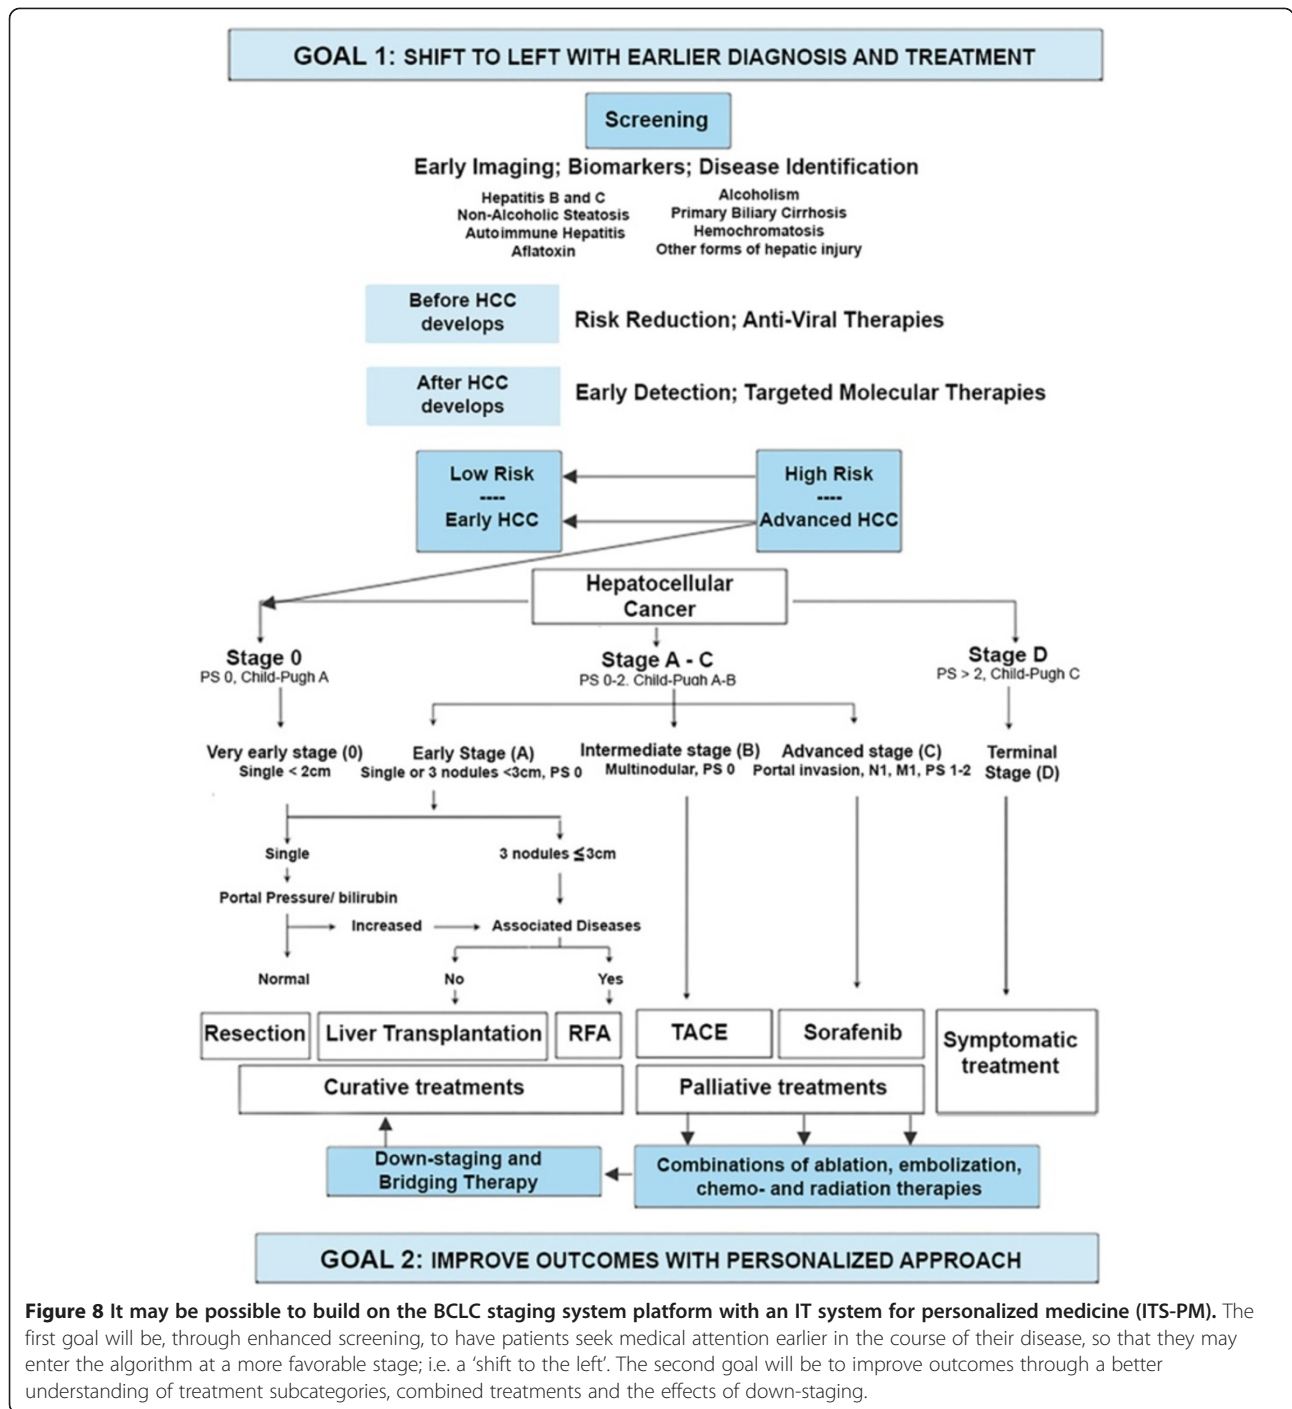 GOAL 1: SHIFT TO LEFT WITH EARLIER DIAGNOSIS AND TREATMENT
Screening
Early Imaging; Biomarkers; Disease Identification
Hepatitis B and C
Non-Alcoholic Steatosis
Autoimmune Hepatitis
Aflatoxin
Alcoholism
Primary Biliary Cirrhosis
Hemochromatosis
Other forms of hepatic injury
Before HCC
develops
Risk Reduction; Anti-Viral Therapies
After HCC
develops
Early Detection; Targeted Molecular Therapies
Low Risk
----
Early HCC
High Risk
----
Advanced HCC
Hepatocellular
Cancer
Stage 0
PS 0, Child-Pugh A
Stage A - C
PS 0-2. Child-Pugh A-B
Stage D
PS > 2, Child-Pugh C
Very early stage (0)
Single < 2cm
Early Stage (A)
Single or 3 nodules <3cm, PS 0
Intermediate stage (B)
Multinodular, PS 0
Advanced stage (C)
Portal invasion, N1, M1, PS 1-2
Terminal
Stage (D)
Single
3 nodules ≦3cm
Portal Pressure/ bilirubin
Increased
Associated Diseases
Normal
No
Yes
Resection
Liver Transplantation
RFA
TACE
Sorafenib
Symptomatic
treatment
Curative treatments
Palliative treatments
Down-staging and
Bridging Therapy
Combinations of ablation, embolization,
chemo- and radiation therapies
GOAL 2: IMPROVE OUTCOMES WITH PERSONALIZED APPROACH
Figure 8 It may be possible to build on the BCLC staging system platform with an IT system for personalized medicine (ITS-PM). The
first goal will be, through enhanced screening, to have patients seek medical attention earlier in the course of their disease, so that they may
enter the algorithm at a more favorable stage; i.e. a ‘shift to the left’. The second goal will be to improve outcomes through a better
understanding of treatment subcategories, combined treatments and the effects of down-staging.